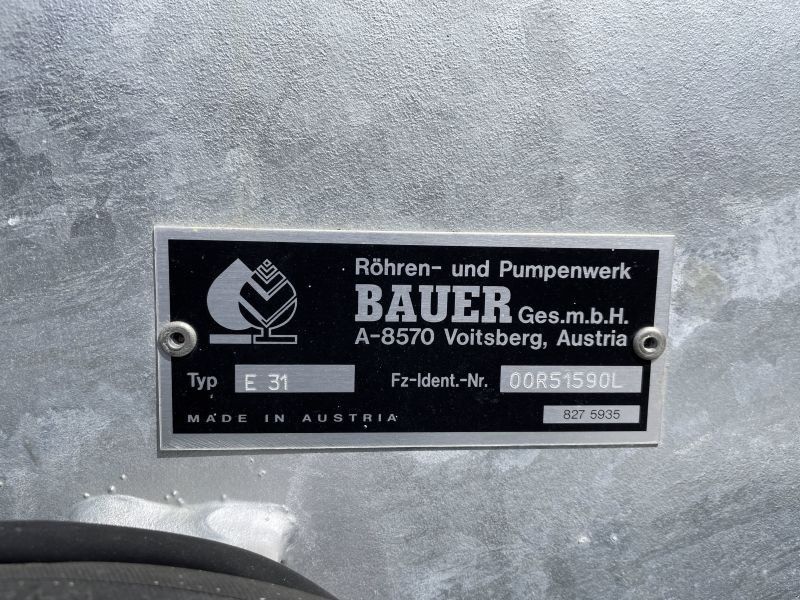 Röhren- und Pumpenwerk
BAUER Ges.m.b.H.
A-8570 Voitsberg, Austria
Typ E 31 Fz-Ident.-Nr. 00R51590L
MADE IN AUSTRIA 827 5935